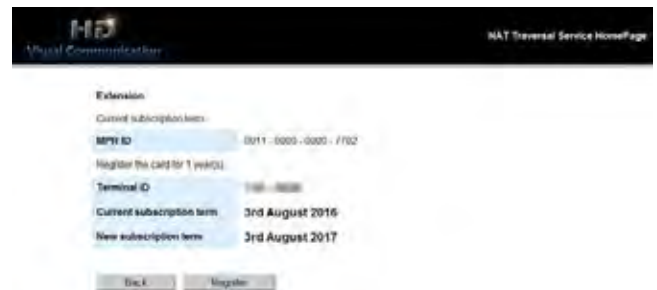 HD
Visual Communication
NAT Traversal Service HomePage
Extension
Current subscription term
MPR ID 0011 - 0000 - 0000 - 7702
Register the card for 1 year(s).
Terminal ID
Current subscription term 3rd August 2016
New subscription term 3rd August 2017
Back Register